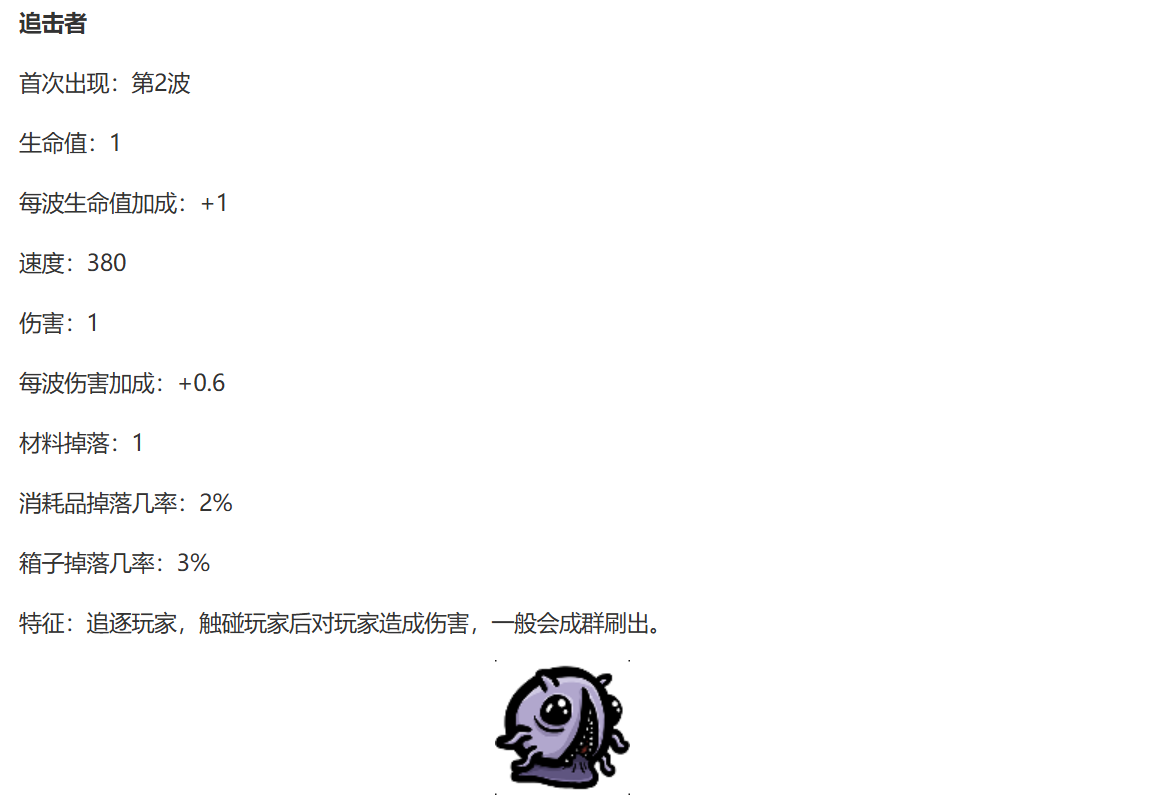 追击者
首次出现：第2波
生命值：1
每波生命值加成：+1
速度：380
伤害：1
每波伤害加成：+0.6
材料掉落：1
消耗品掉落几率：2%
箱子掉落几率：3%
特征：追逐玩家，触碰玩家后对玩家造成伤害，一般会成群刷出。